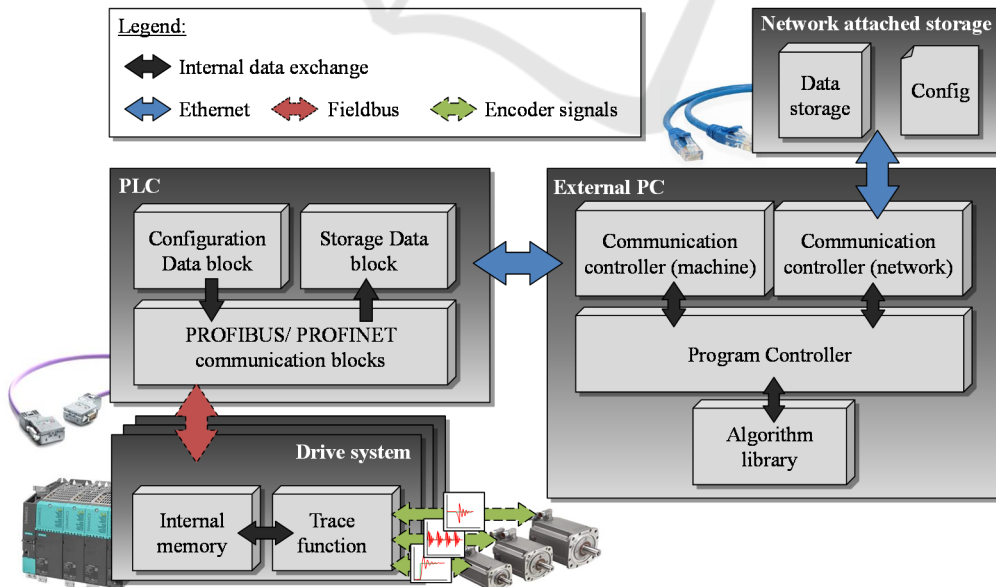 Legend:
Internal data exchange
Ethernet
Fieldbus
Encoder signals
Network attached storage
Data
storage
Config
PLC
Configuration
Data block
Storage Data
block
PROFIBUS/ PROFINET
communication blocks
External PC
Communication
controller (machine)
Communication
controller (network)
Program Controller
Algorithm
library
Drive system
Internal
memory
Trace
function